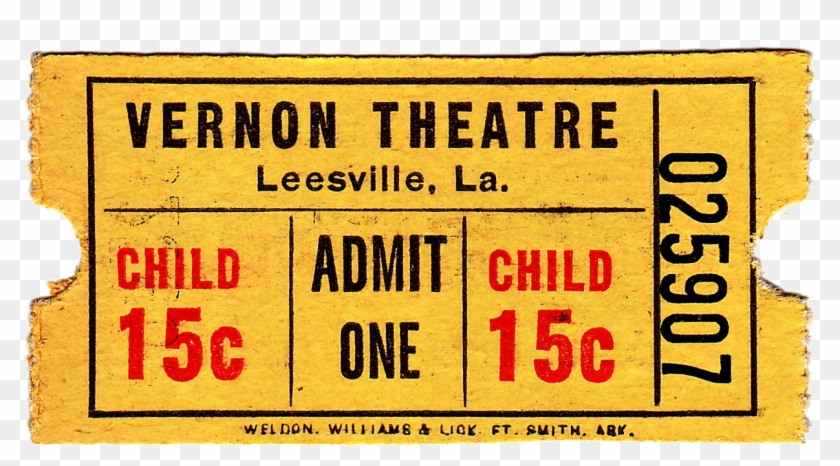 VERNON THEATRE
Leesville, La.
CHILD
15c
ADMIT
ONE
CHILD
15c
025907
WELDON, WILLIAMS & LICK. FT. SMITH, ARK.